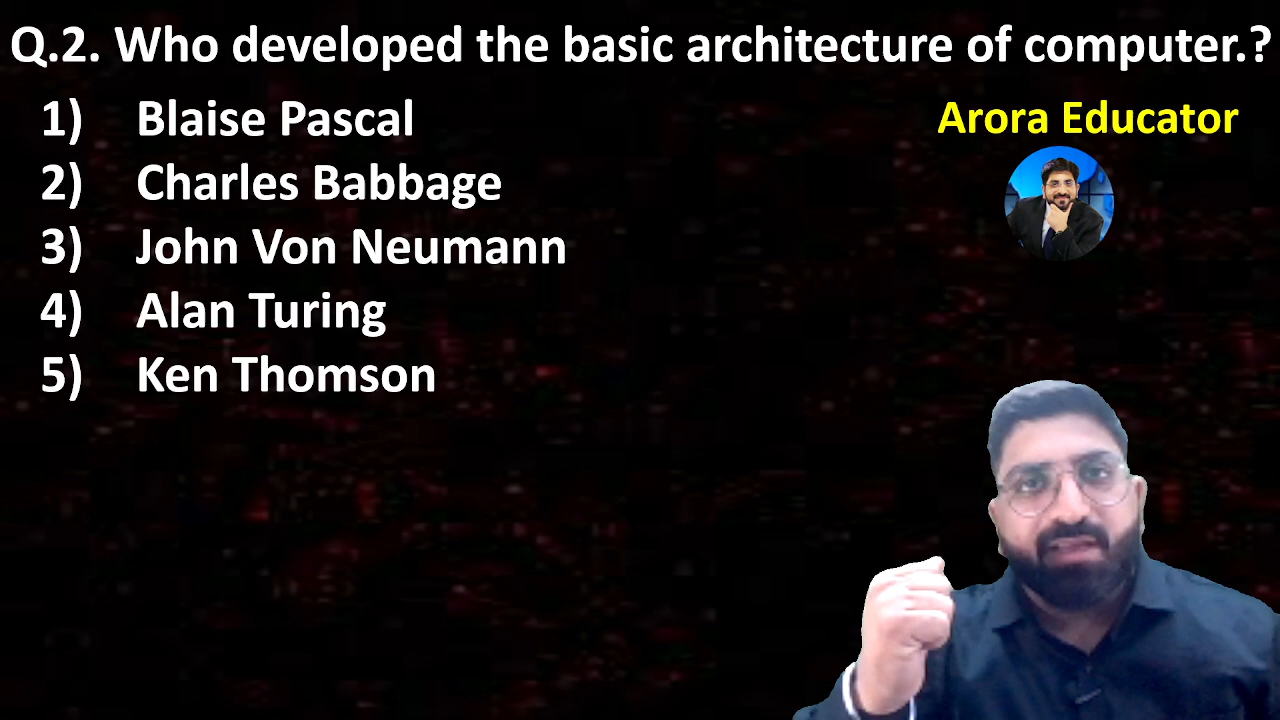 Q.2. Who developed the basic architecture of computer.?
1) Blaise Pascal
Arora Educator
2) Charles Babbage
3) John Von Neumann
4) Alan Turing
5) Ken Thomson